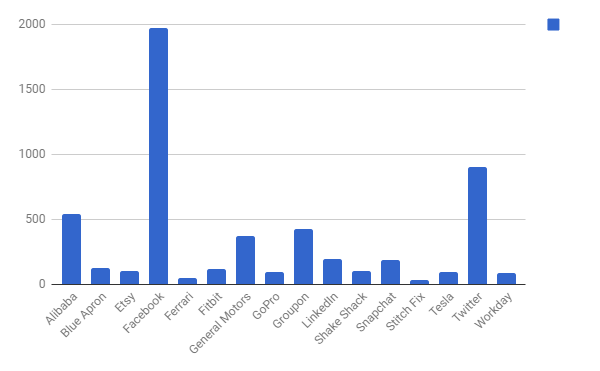 2000
1500
1000
500
0
Alibaba
Blue Apron
Etsy
Facebook
Ferrari
Fitbit
General Motors
GoPro
Groupon
LinkedIn
Shake Shack
Snapchat
Stitch Fix
Tesla
Twitter
Workday